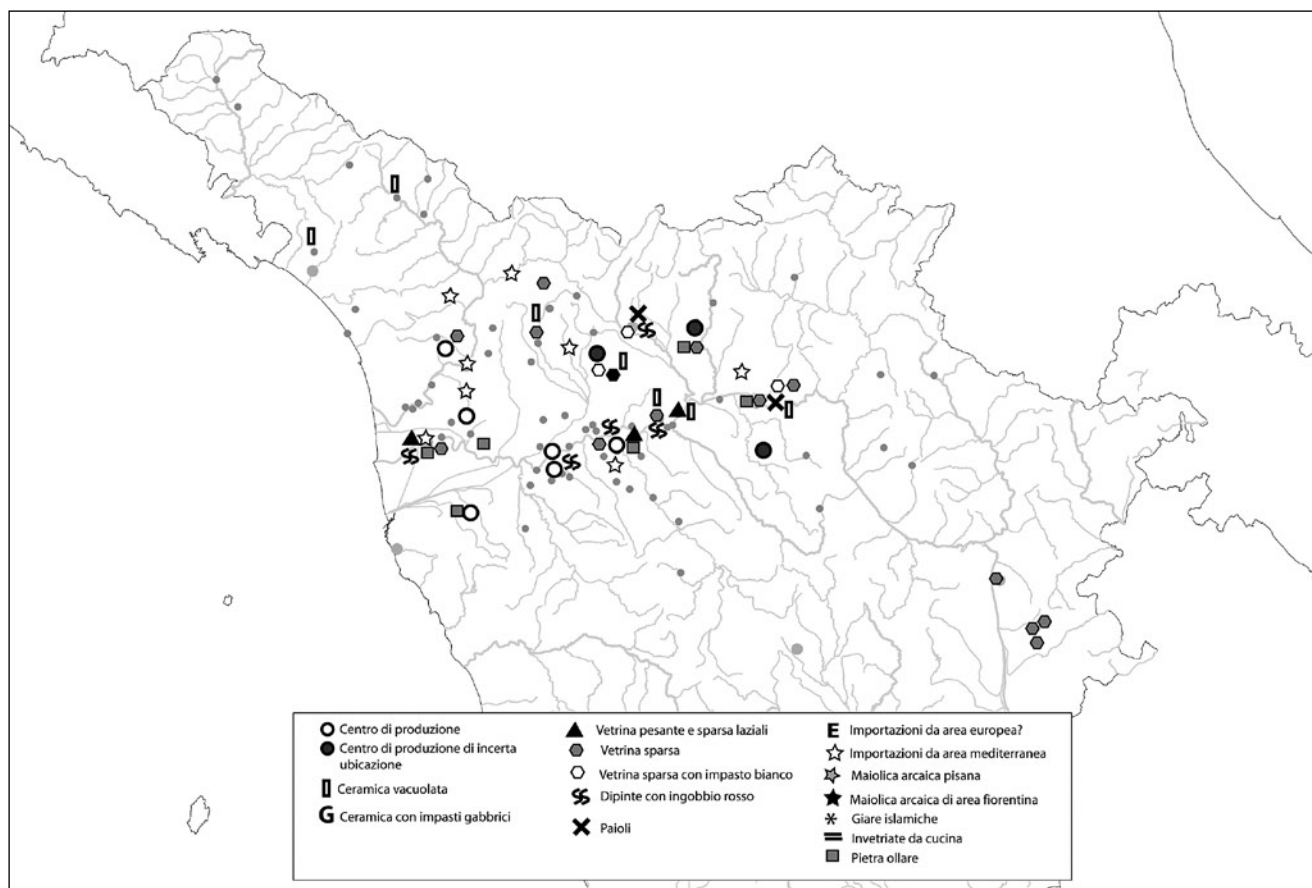 Centro di produzione
Centro di produzione di incerta
ubicazione
Ceramica vacuolata
G Ceramica con impasti gabbrici
Vetrina pesante e sparsa laziali
Vetrina sparsa
Vetrina sparsa con impasto bianco
Dipinte con ingobbio rosso
Paioli
E Importazioni da area europea?
Importazioni da area mediterranea
Maiolica arcaica pisana
Maiolica arcaica di area fiorentina
Giare islamiche
Invetriate da cucina
Pietra ollare